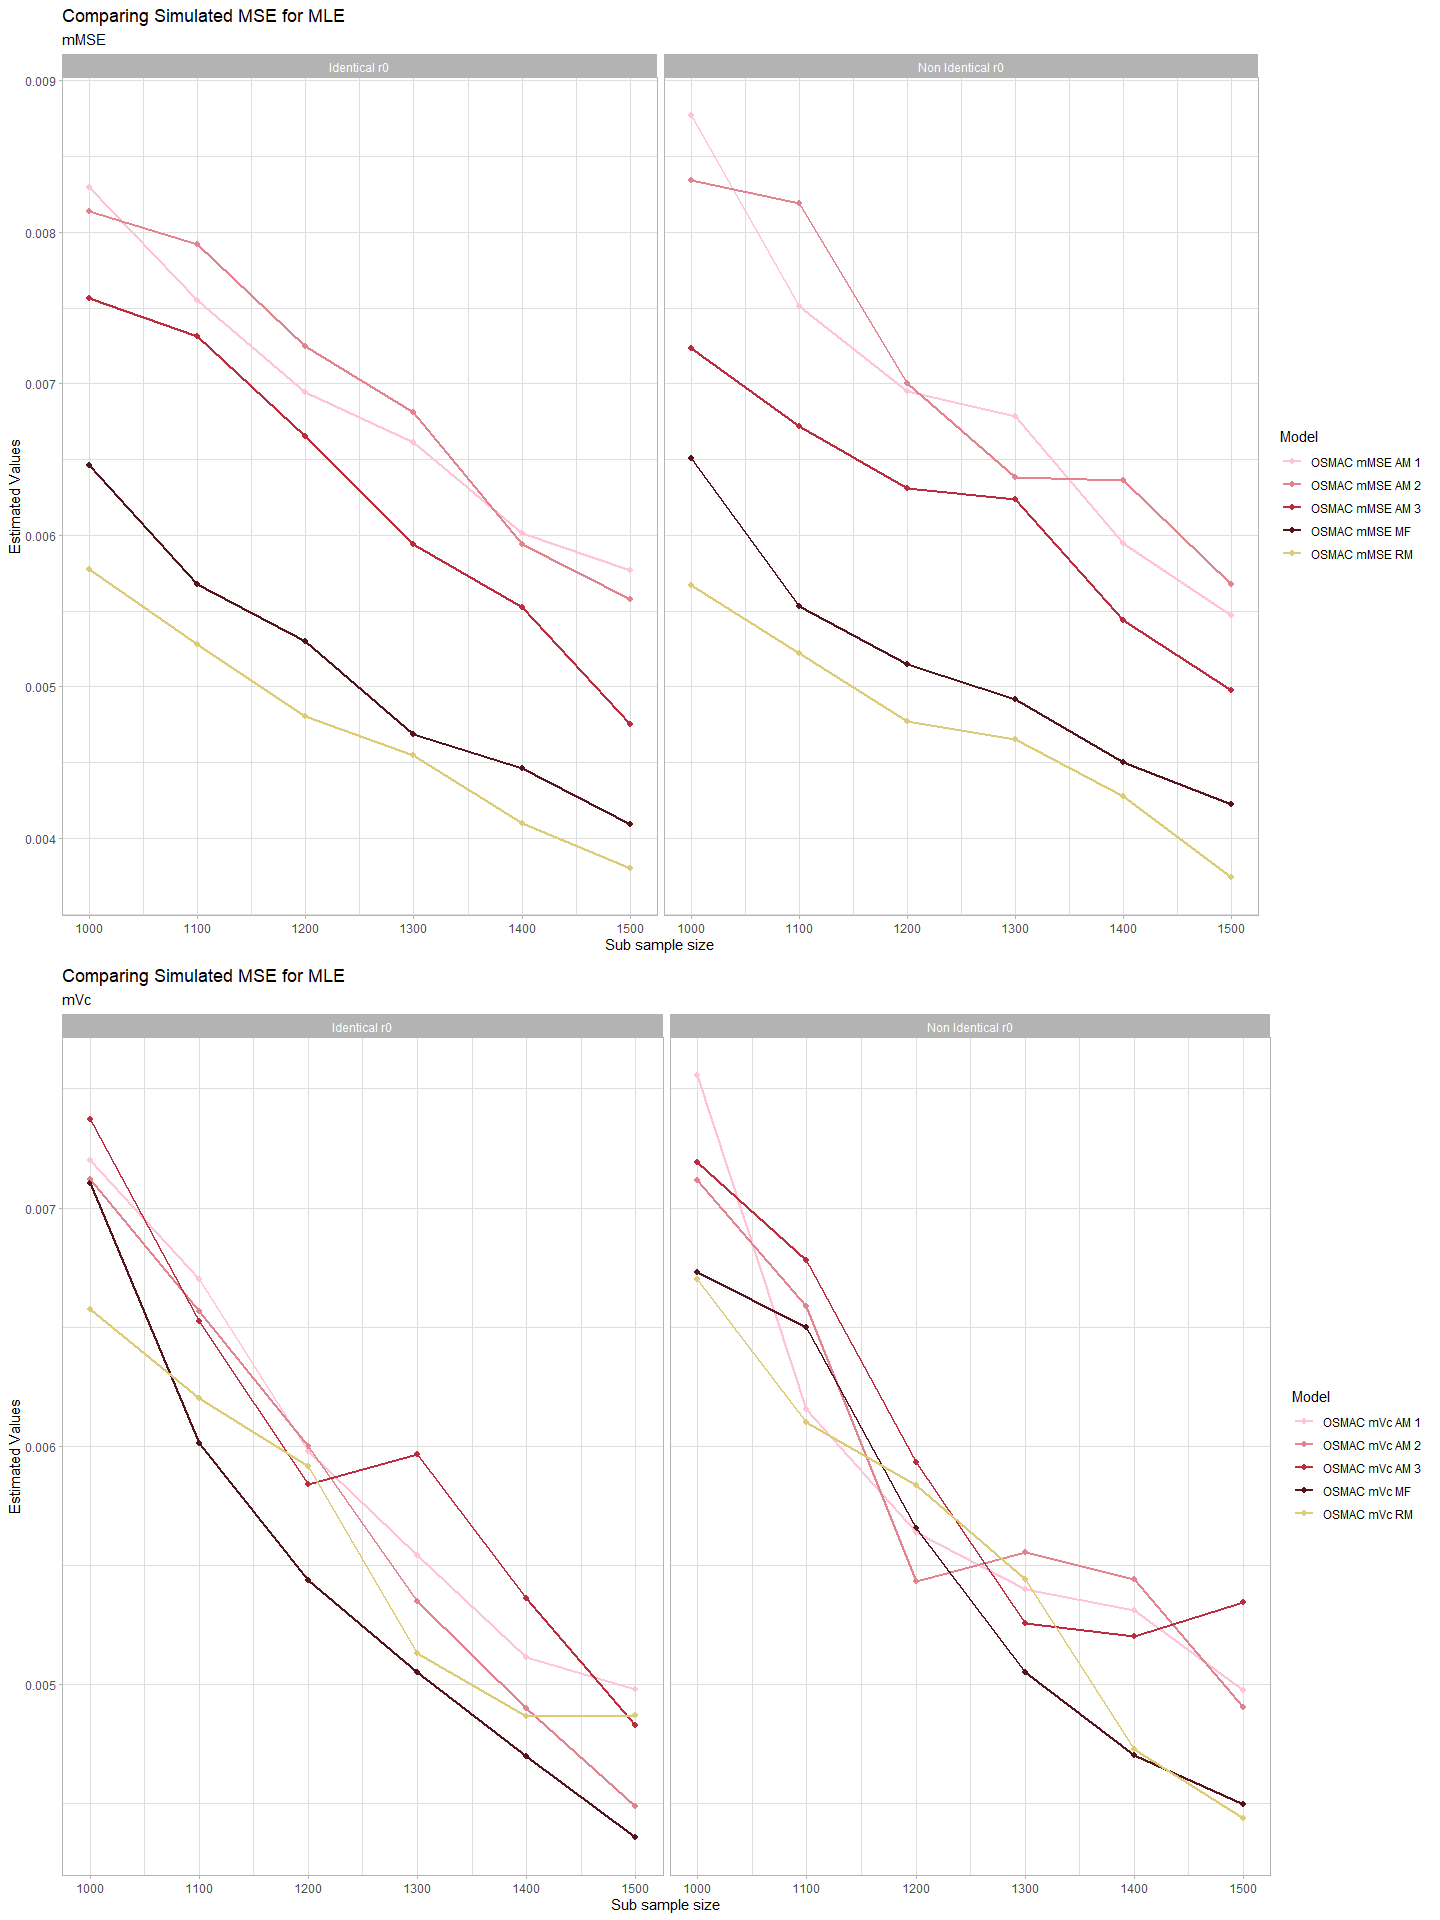 Comparing Simulated MSE for MLE
mMSE
Identical r0
Non Identical r0
0.009
0.008
0.007
0.006
0.005
0.004
Estimated Values
1000 1100 1200 1300 1400 1500
1000 1100 1200 1300 1400 1500
Sub sample size
Model
OSMAC mMSE AM 1
OSMAC mMSE AM 2
OSMAC mMSE AM 3
OSMAC mMSE MF
OSMAC mMSE RM
Comparing Simulated MSE for MLE
mVc
Identical r0
Non Identical r0
0.007
0.006
0.005
Estimated Values
1000 1100 1200 1300 1400 1500
1000 1100 1200 1300 1400 1500
Sub sample size
Model
OSMAC mVc AM 1
OSMAC mVc AM 2
OSMAC mVc AM 3
OSMAC mVc MF
OSMAC mVc RM